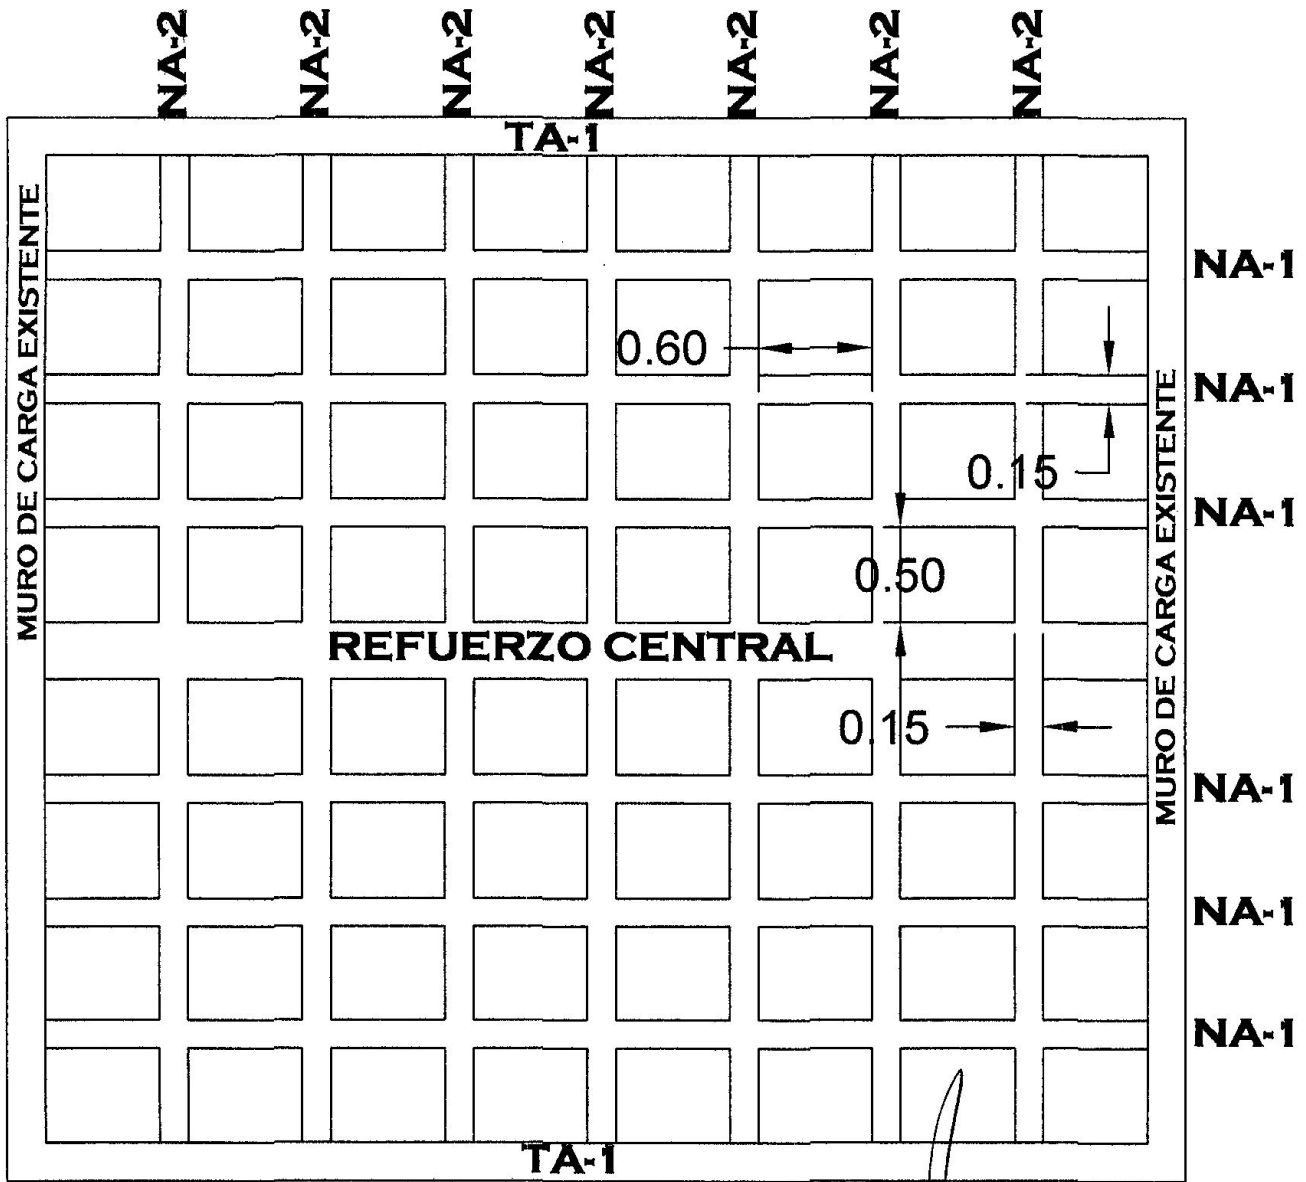 NA-2
NA-2
NA-2
NA-2
NA-2
NA-2
NA-2
TA-1
MURO DE CARGA EXISTENTE
NA-1
0.60
NA-1
MURO DE CARGA EXISTENTE
0.15
NA-1
0.50
REFUERZO CENTRAL
0.15
NA-1
NA-1
NA-1
TA-1